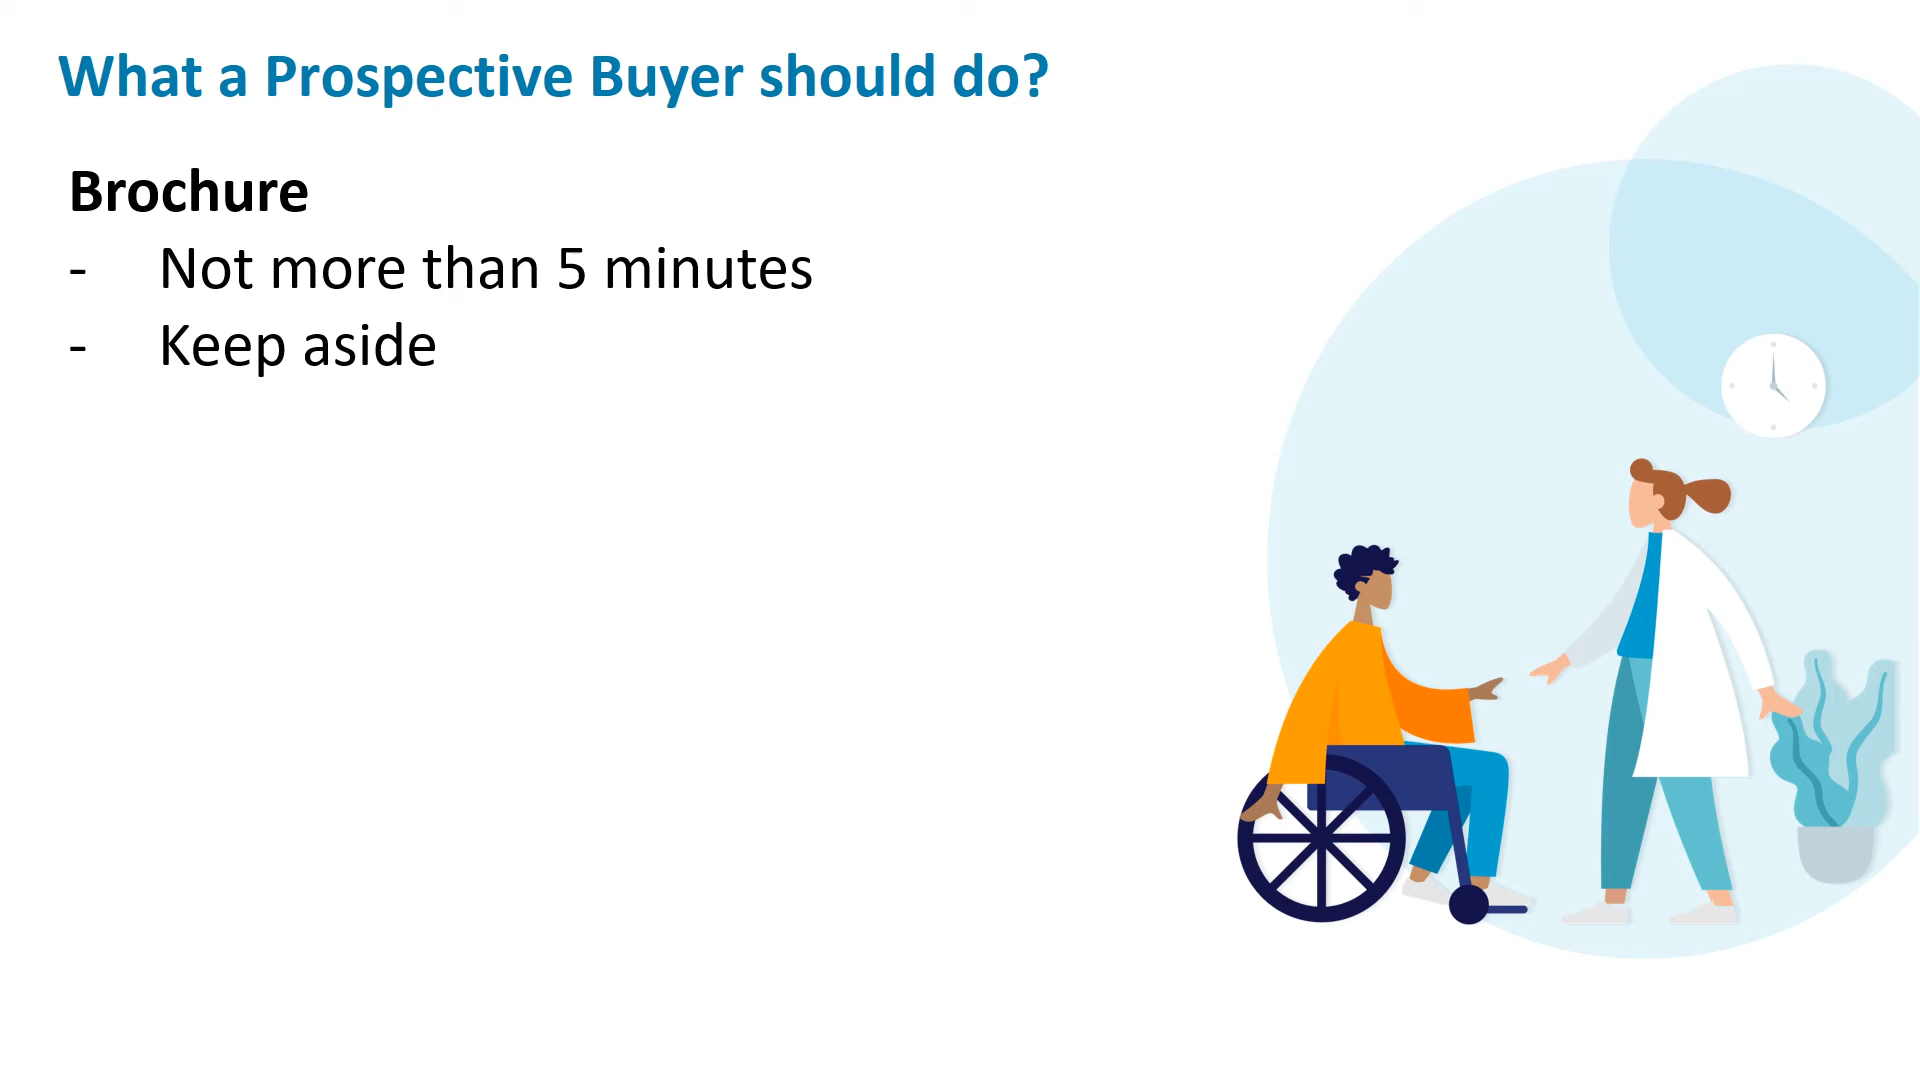 What a Prospective Buyer should do?
Brochure
- Not more than 5 minutes
- Keep aside